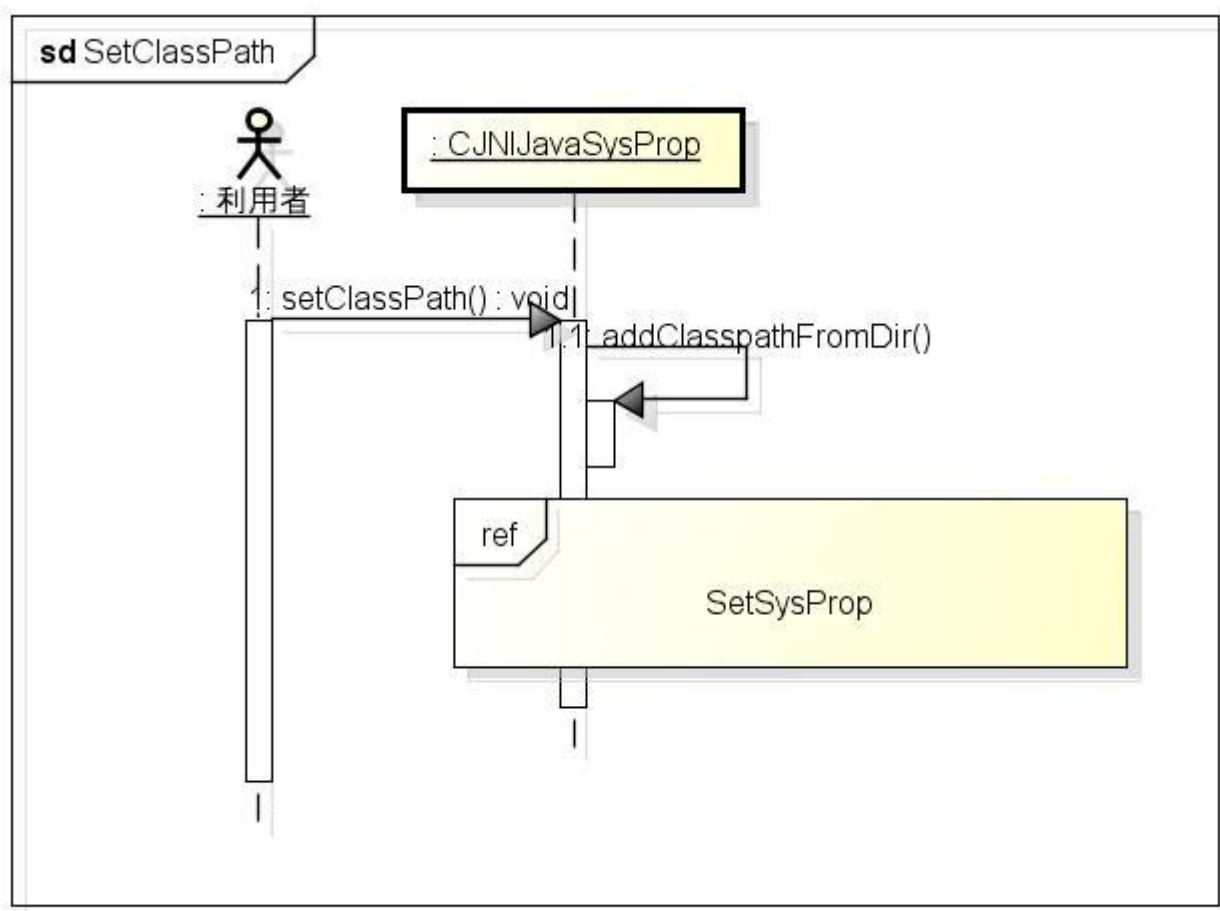 sd SetClassPath
: CJNIJavaSysProp
: 利用者
1: setClassPath() : void
1.1: addClasspathFromDir()
ref
SetSysProp